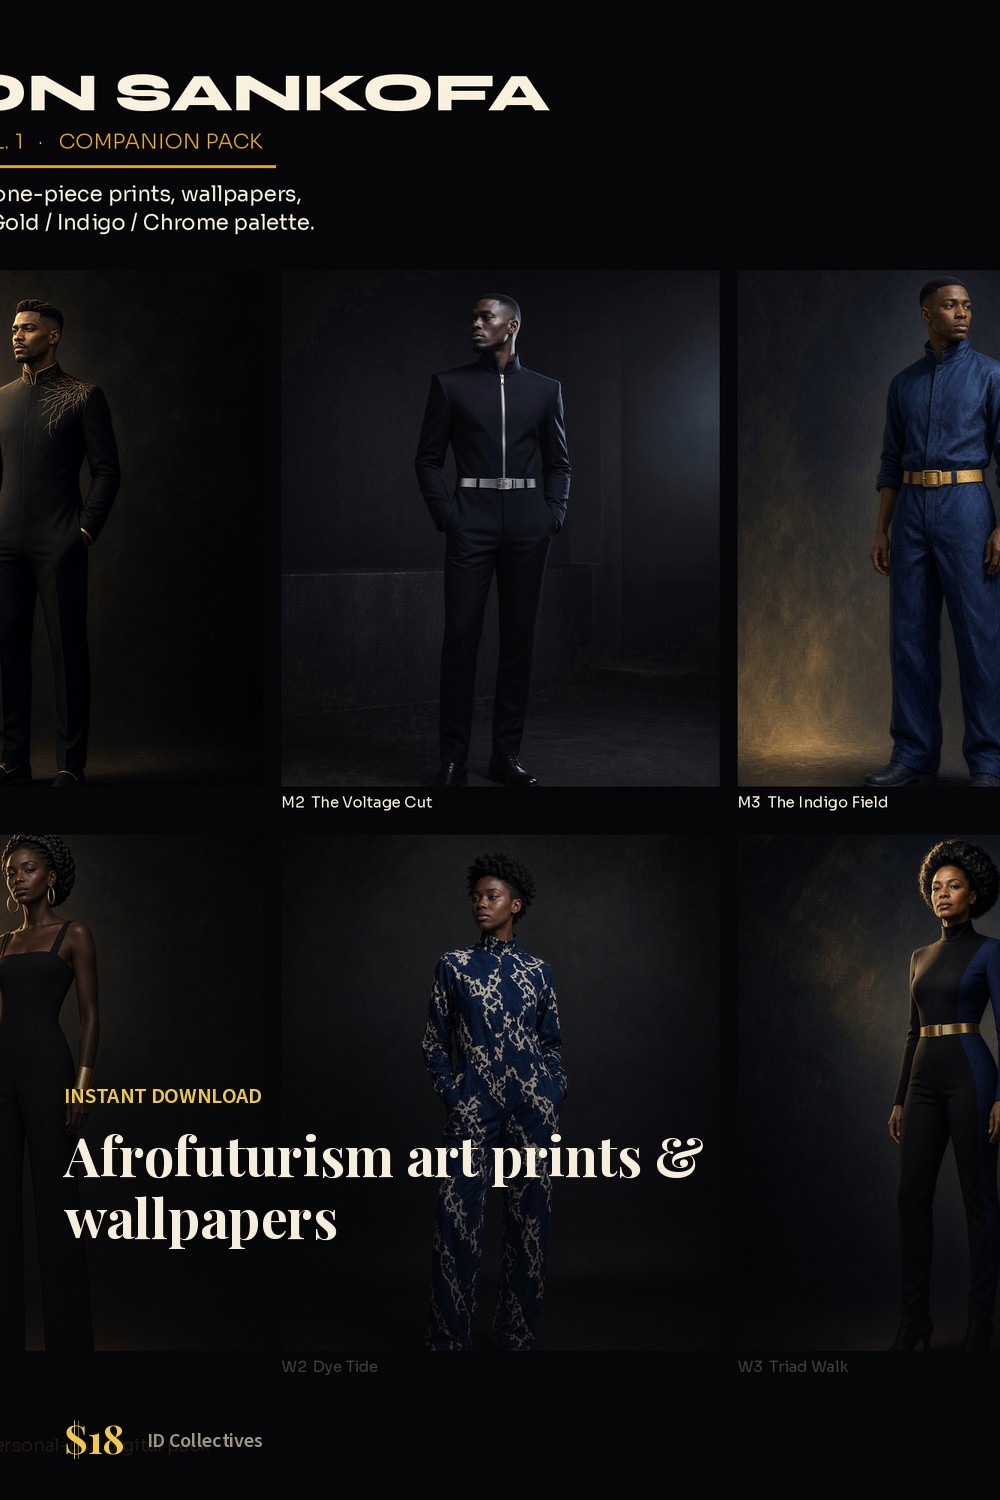 ON SANKOFA
. 1 · COMPANION PACK
one-piece prints, wallpapers,
Gold / Indigo / Chrome palette.
M2 The Voltage Cut
M3 The Indigo Field
INSTANT DOWNLOAD
Afrofuturism art prints &
wallpapers
W2 Dye Tide
W3 Triad Walk
$18 ID Collectives